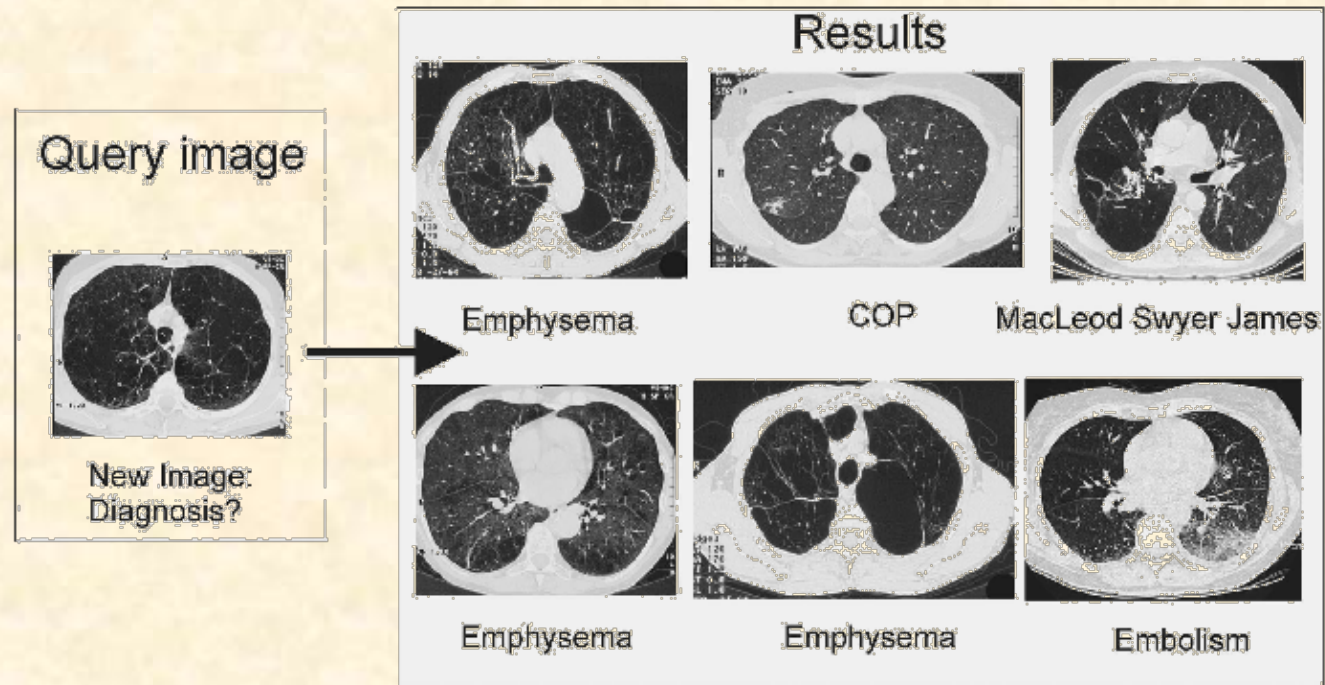 Query image
New Image:
Diagnosis?
Results
Emphysema
COP
MacLeod Swyer James
Emphysema
Emphysema
Embolism